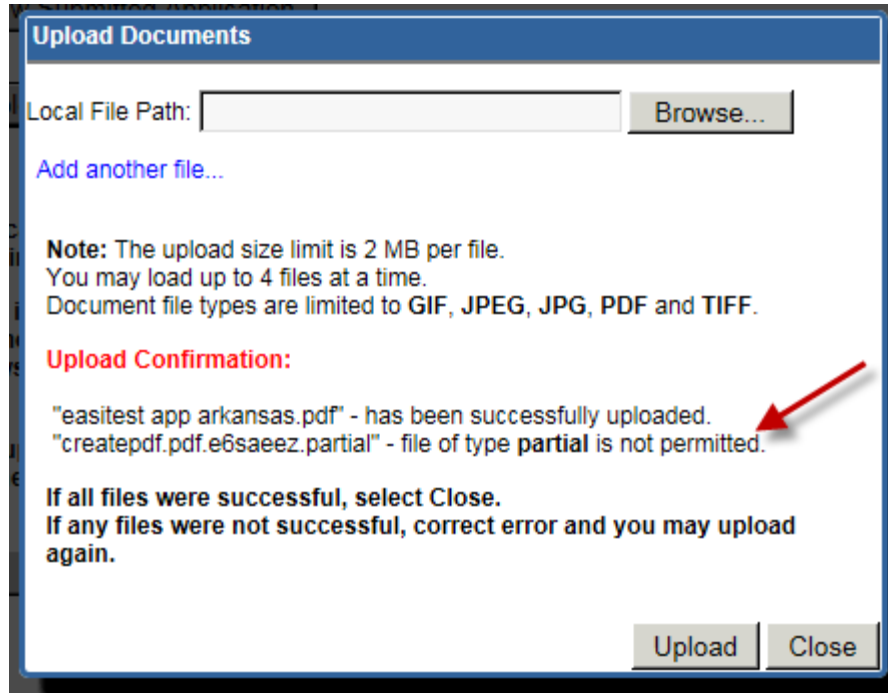 w Submitted Application
Upload Documents
Local File Path:
Browse...
Add another file...
Note: The upload size limit is 2 MB per file.
You may load up to 4 files at a time.
Document file types are limited to GIF, JPEG, JPG, PDF and TIFF.
Upload Confirmation:
"easitest app arkansas.pdf" - has been successfully uploaded.
"createpdf.pdf.e6saeez.partial" - file of type partial is not permitted.
If all files were successful, select Close.
If any files were not successful, correct error and you may upload
again.
Upload Close